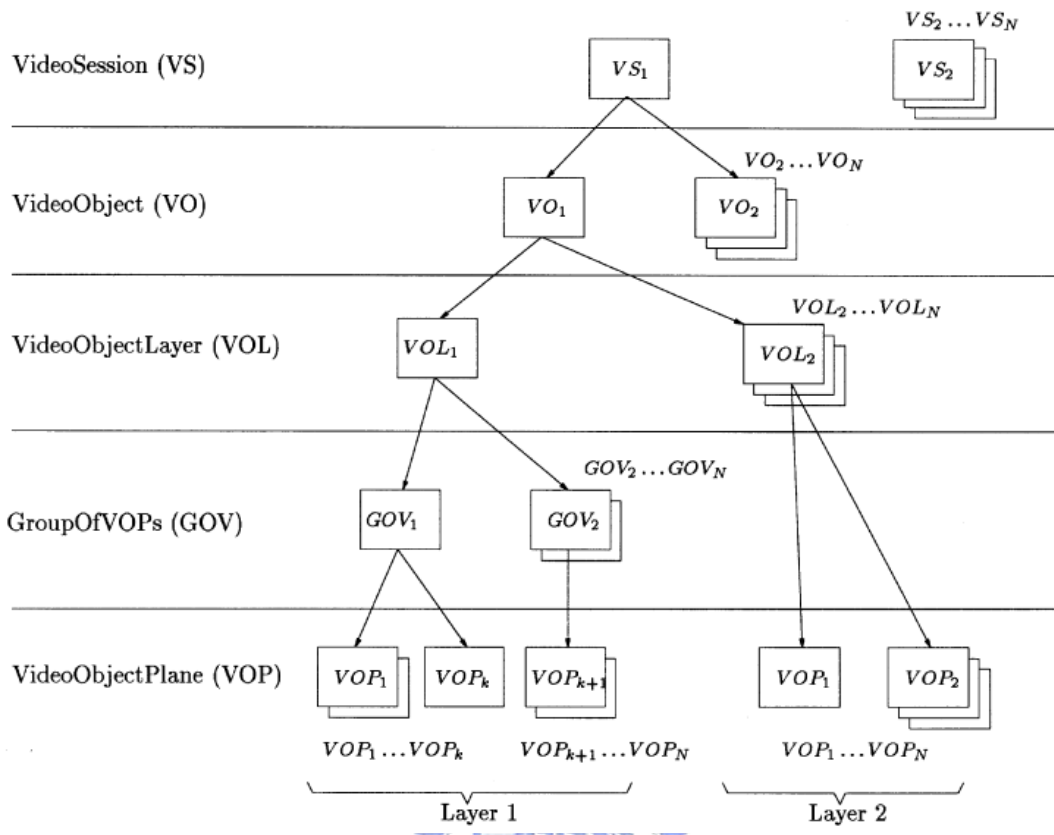 VS₂ ... VS_N
VideoSession (VS)
VS₁
VS₂
VO₂ ... VO_N
VideoObject (VO)
VO₁
VO₂
VOL₂ ... VOL_N
VideoObjectLayer (VOL)
VOL₁
VOL₂
GOV₂ ... GOV_N
GroupOfVOPs (GOV)
GOV₁
GOV₂
VideoObjectPlane (VOP)
VOP₁
VOP_k
VOP_{k+1}
VOP₁
VOP₂
VOP₁ ... VOP_k
VOP_{k+1} ... VOP_N
VOP₁ ... VOP_N
Layer 1
Layer 2